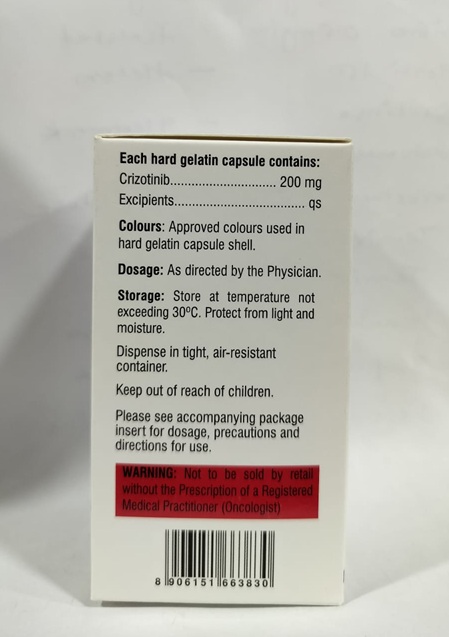 Each hard gelatin capsule contains:
Crizotinib............................ 200 mg
Excipients.................................. qs
Colours: Approved colours used in
hard gelatin capsule shell.
Dosage: As directed by the Physician.
Storage: Store at temperature not
exceeding 30ºC. Protect from light and
moisture.
Dispense in tight, air-resistant
container.
Keep out of reach of children.
Please see accompanying package
insert for dosage, precautions and
directions for use.
WARNING: Not to be sold by retail
without the Prescription of a Registered
Medical Practitioner (Oncologist)
8 906151 663830